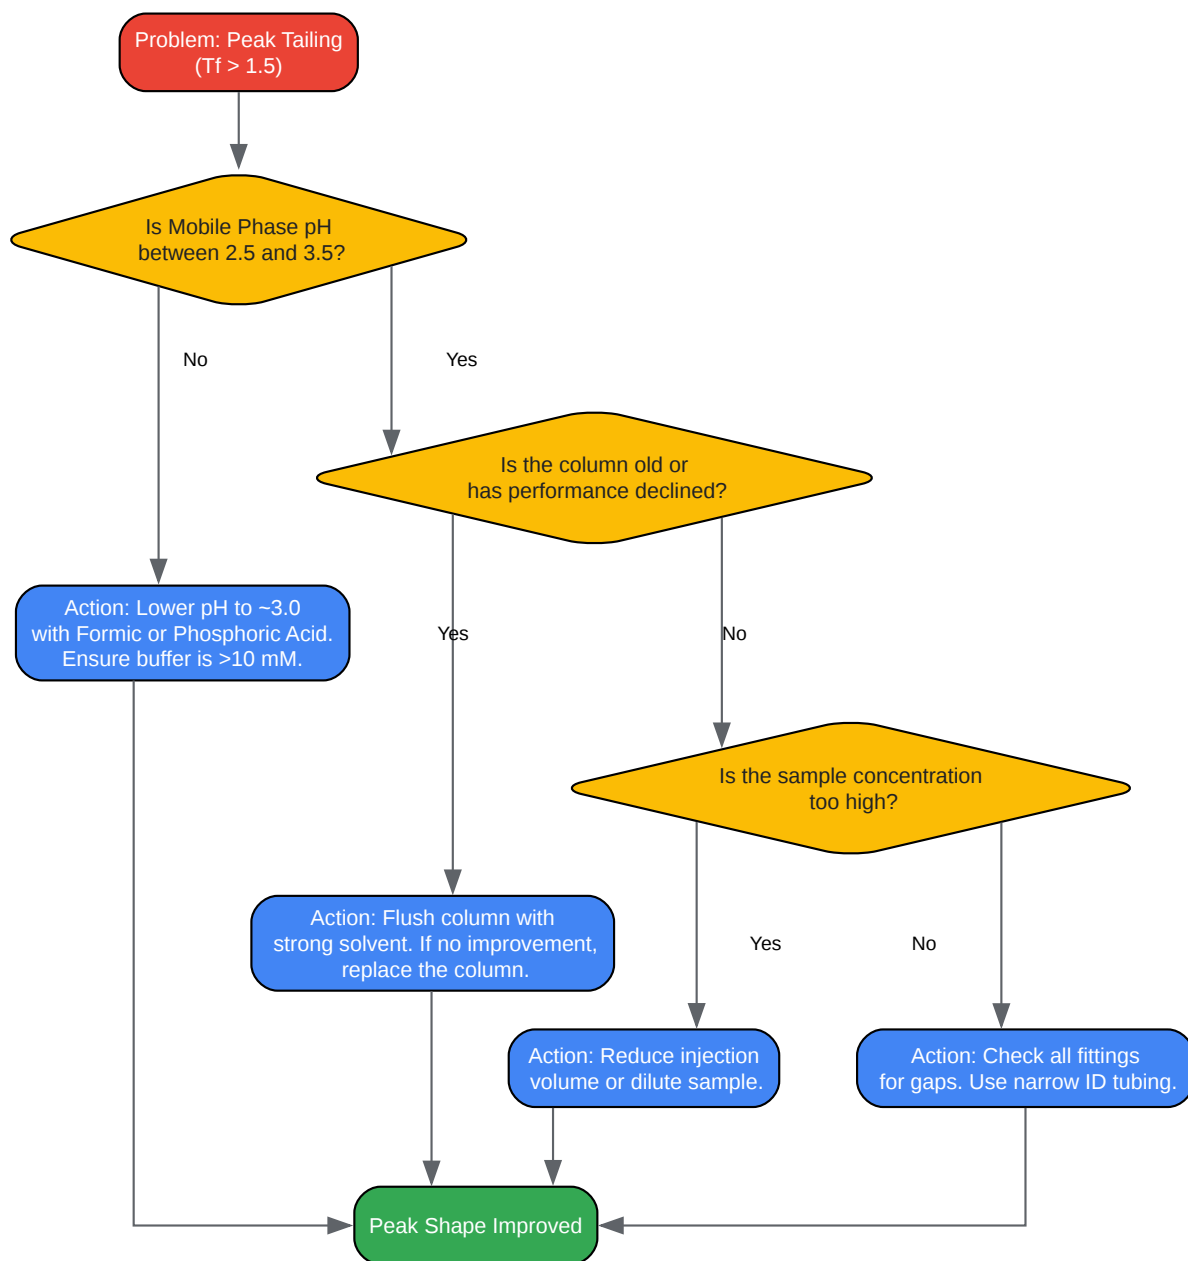 Problem: Peak Tailing
(Tf > 1.5)
Is Mobile Phase pH
between 2.5 and 3.5?
No
Yes
Is the column old or
has performance declined?
Action: Lower pH to ~3.0
with Formic or Phosphoric Acid.
Ensure buffer is >10 mM.
Yes
No
Is the sample concentration
too high?
Action: Flush column with
strong solvent. If no improvement,
replace the column.
Yes
No
Action: Reduce injection
volume or dilute sample.
Action: Check all fittings
for gaps. Use narrow ID tubing.
Peak Shape Improved